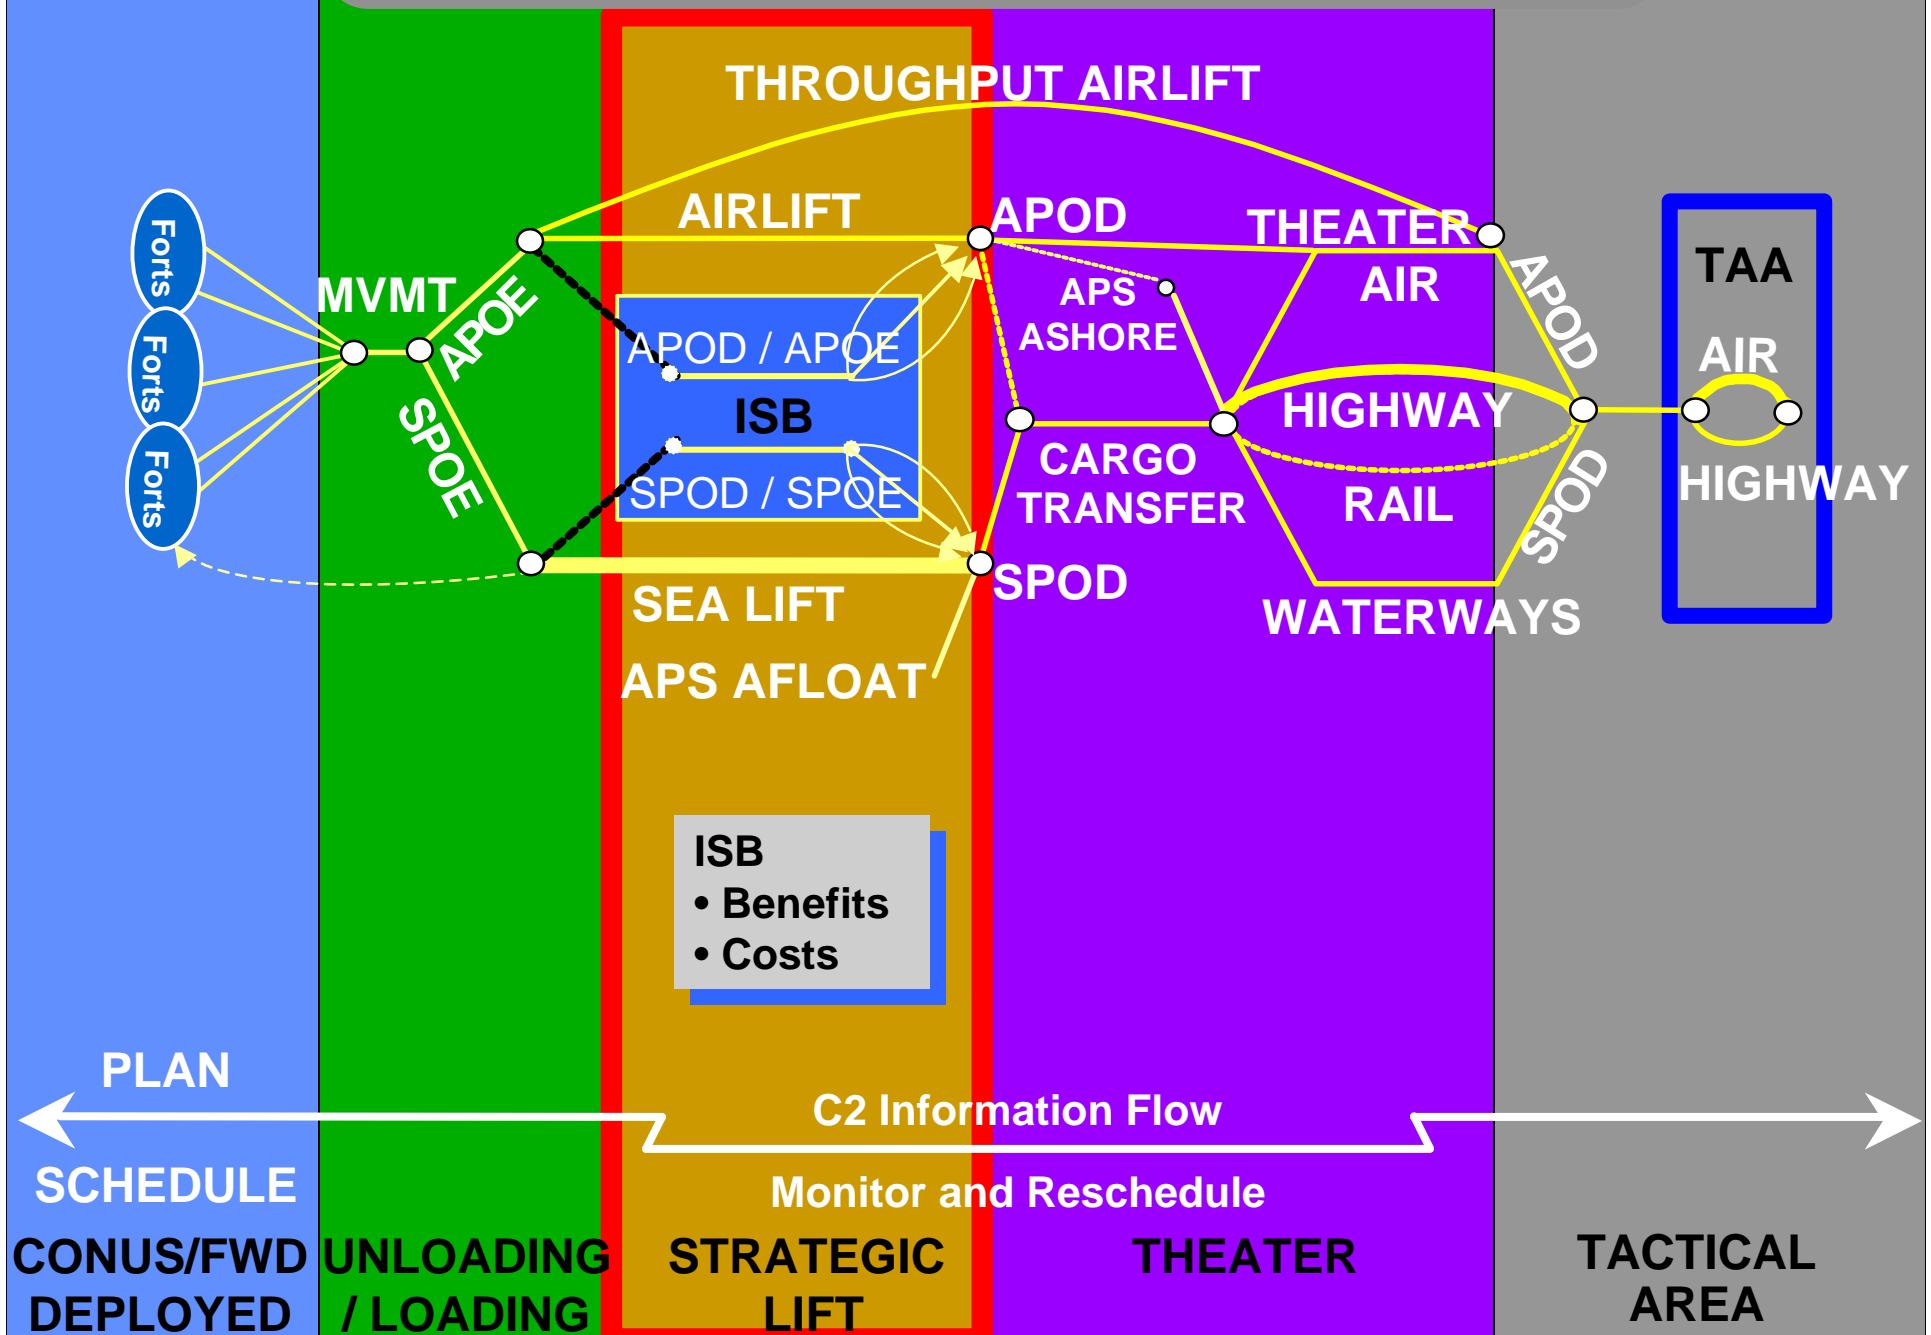 THROUGHPUT AIRLIFT
AIRLIFT
APOD
THEATER
AIR
Forts
Forts
Forts
MVMT
APOE
SPOE
APOD / APOE
ISB
SPOD / SPOE
APS
ASHORE
HIGHWAY
CARGO
TRANSFER
RAIL
APOD
SPOD
TAA
AIR
HIGHWAY
SEA LIFT
SPOD
WATERWAYS
APS AFLOAT
ISB
• Benefits
• Costs
PLAN
C2 Information Flow
SCHEDULE
Monitor and Reschedule
CONUS/FWD
DEPLOYED
UNLOADING
/ LOADING
STRATEGIC
LIFT
THEATER
TACTICAL
AREA